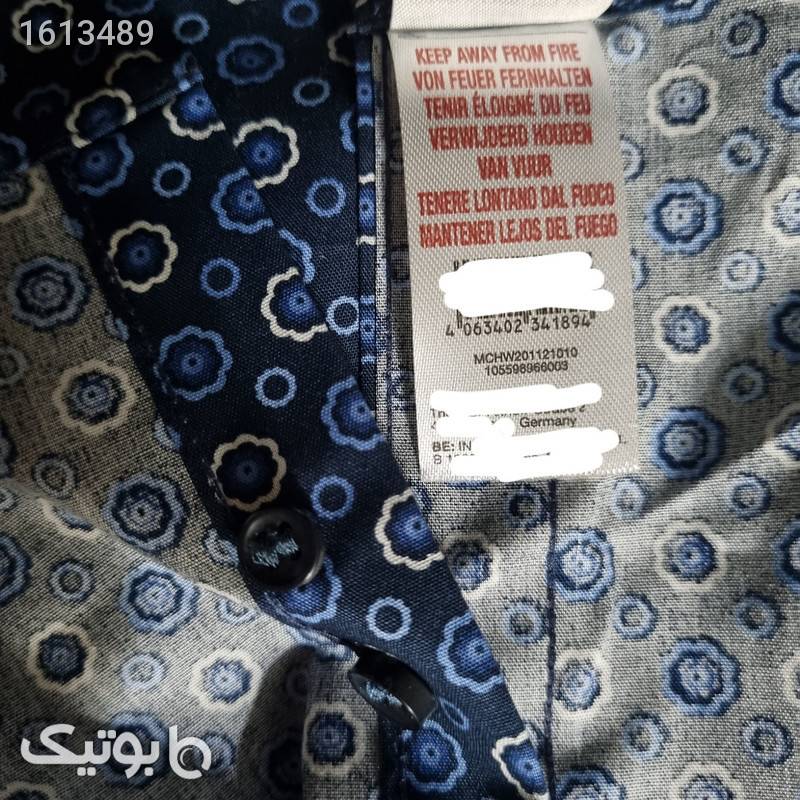 1613489
KEEP AWAY FROM FIRE
VON FEUER FERNHALTEN
TENIR ÉLOIGNÉ DU FEU
VERWIJDERD HOUDEN
VAN VUUR
TENERE LONTANO DAL FUOCO
MANTENER LEJOS DEL FUEGO
4 063402 341894
MCHW201121010
105598966003
Germany
BE: IN
با بوتیک